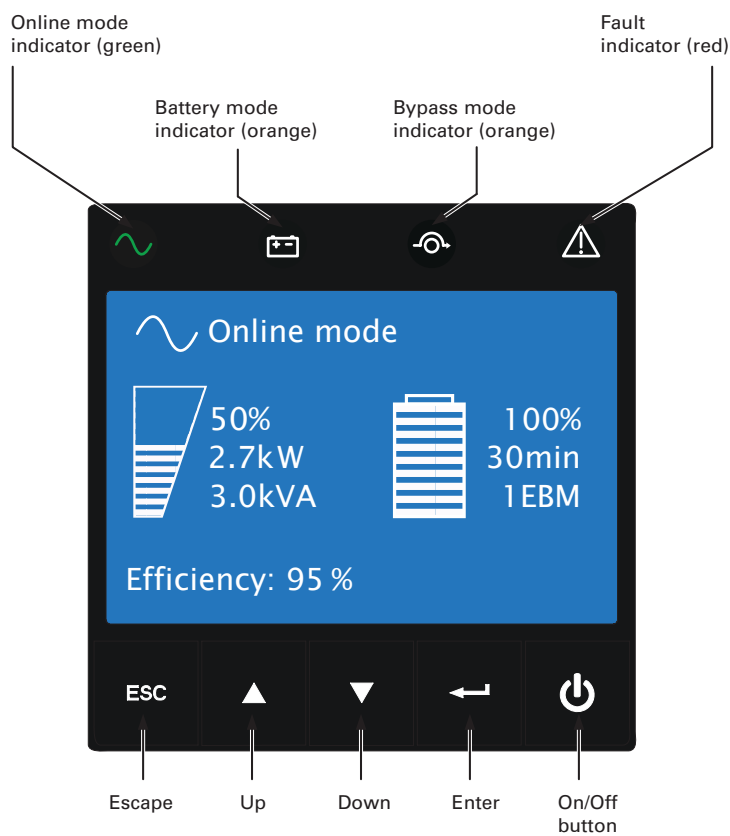 Online mode
indicator (green)
Fault
indicator (red)
Battery mode
indicator (orange)
Bypass mode
indicator (orange)
Online mode
50%
2.7kW
3.0kVA
100%
30min
1EBM
Efficiency: 95 %
ESC
Escape
Up
Down
Enter
On/Off
button